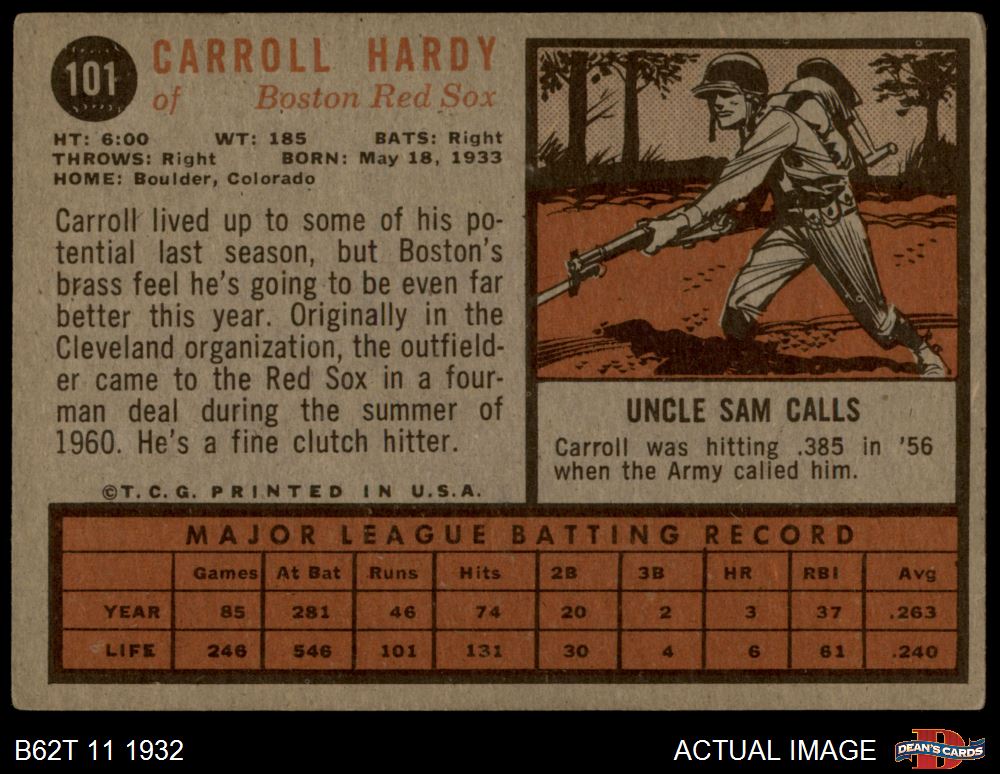 101
CARROLL HARDY
of Boston Red Sox
HT: 6:00 WT: 185 BATS: Right
THROWS: Right BORN: May 18, 1933
HOME: Boulder, Colorado
Carroll lived up to some of his po-
tential last season, but Boston's
brass feel he's going to be even far
better this year. Originally in the
Cleveland organization, the outfield-
er came to the Red Sox in a four-
man deal during the summer of
1960. He's a fine clutch hitter.
©T.C.G. PRINTED IN U.S.A.
UNCLE SAM CALLS
Carroll was hitting .385 in '56
when the Army called him.
MAJOR LEAGUE BATTING RECORD
Games At Bat Runs Hits 2B 3B HR RBI Avg
YEAR 85 281 46 74 20 2 3 37 .263
LIFE 246 546 101 131 30 4 6 61 .240
B62T 11 1932
ACTUAL IMAGE
DEAN'S CARDS